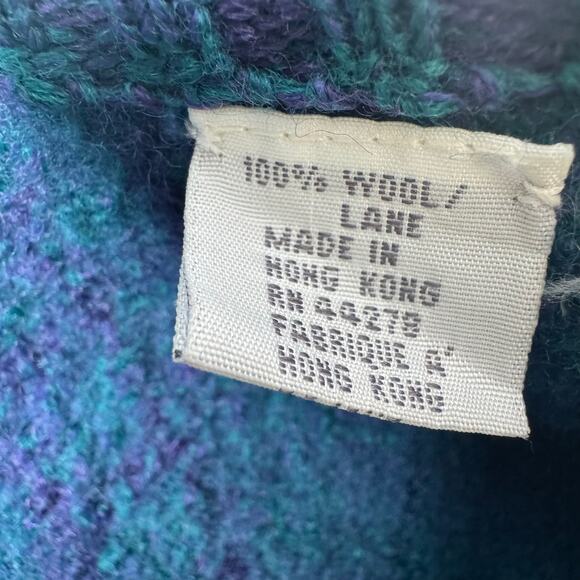 100% WOOL/
LANE
MADE IN
HONG KONG
RN 44278
FABRIQUE A'
HONG KONG